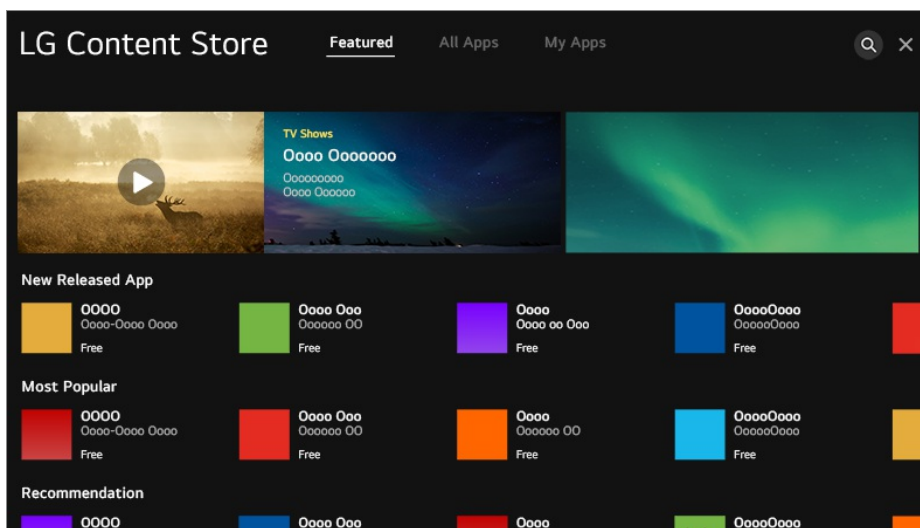 LG Content Store
Featured
All Apps
My Apps
TV Shows
Oooo Ooooooo
Ooooooooo
Oooo Oooooo
New Released App
OOOO
Oooo-Oooo Oooo
Free
Oooo Ooo
Oooooo OO
Free
Oooo
Oooo oo Ooo
Free
OoooOooo
OooooOooo
Free
Most Popular
OOOO
Oooo-Oooo Oooo
Free
Oooo Ooo
Oooooo OO
Free
Oooo
Oooooo OO
Free
OoooOooo
OooooOooo
Free
Recommendation
OOOO
Oooo Ooo
Oooo
OoooOooo